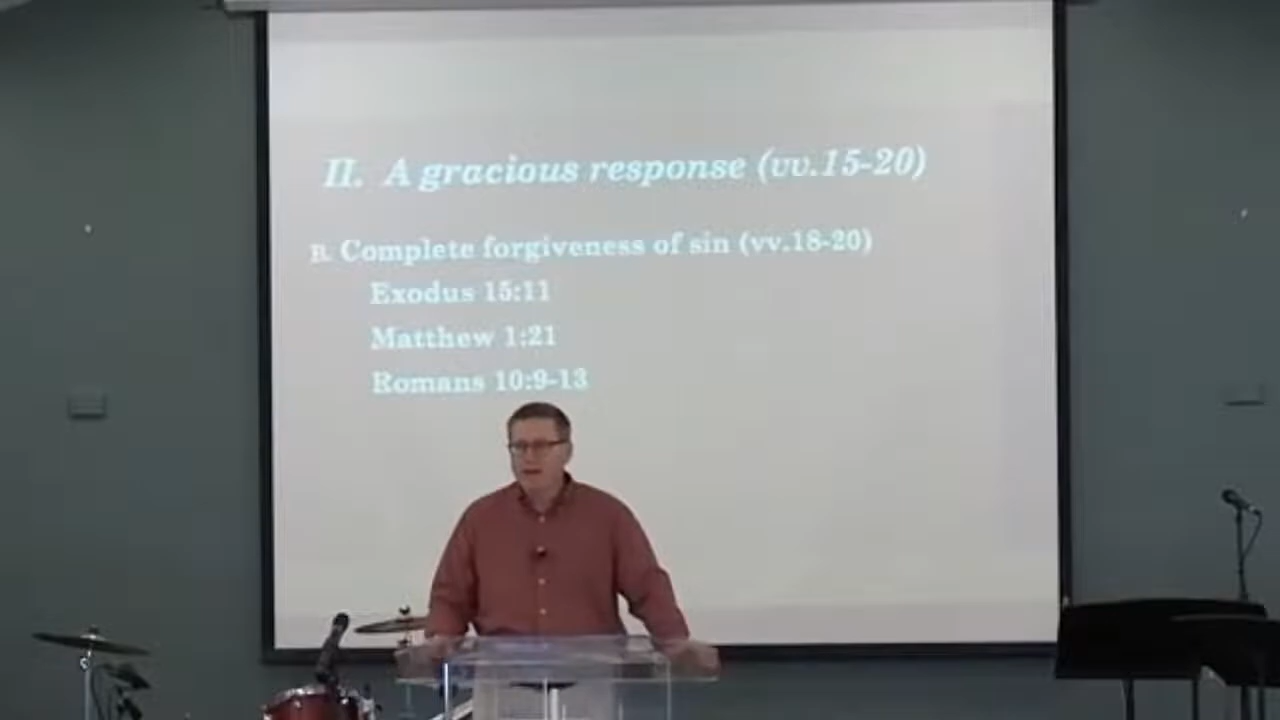 II. A gracious response (vv.15-20)
B. Complete forgiveness of sin (vv.18-20)
Exodus 15:11
Matthew 1:21
Romans 10:9-13